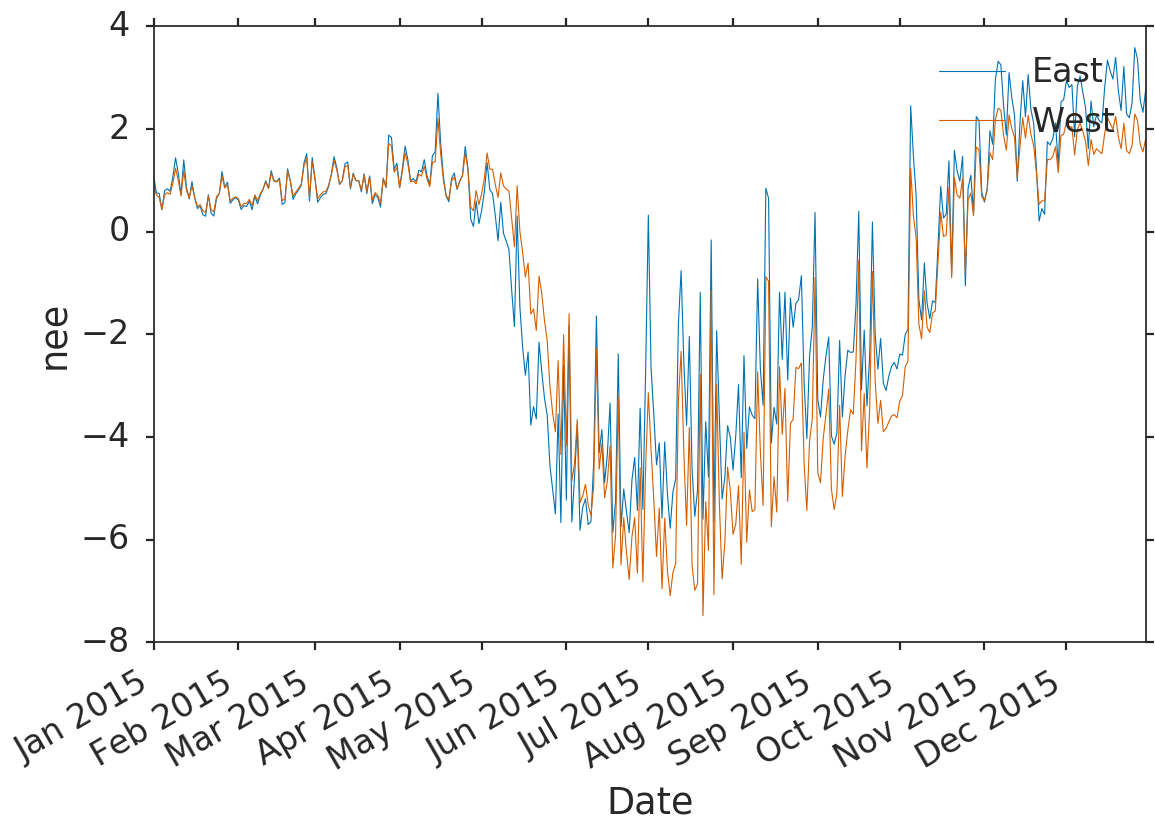 4
2
0
−2
−4
−6
−8
nee
East
West
Jan 2015
Feb 2015
Mar 2015
Apr 2015
May 2015
Jun 2015
Jul 2015
Aug 2015
Sep 2015
Oct 2015
Nov 2015
Dec 2015
Date